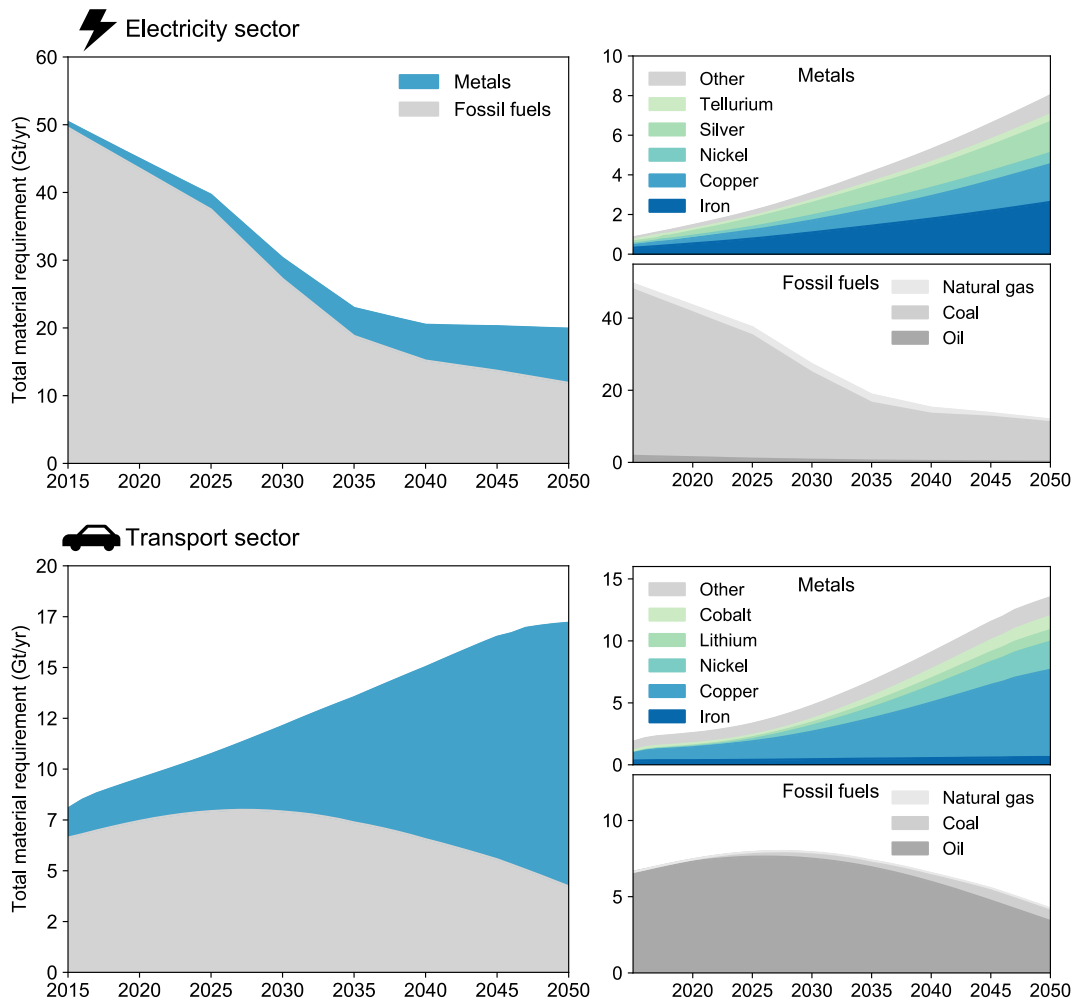 Electricity sector
Total material requirement (Gt/yr)
60
50
40
30
20
10
0
Metals
Fossil fuels
2015 2020 2025 2030 2035 2040 2045 2050
Metals
10
8
6
4
2
0
Other
Tellurium
Silver
Nickel
Copper
Iron
Fossil fuels
40
20
0
Natural gas
Coal
Oil
2020 2025 2030 2035 2040 2045 2050
Transport sector
Total material requirement (Gt/yr)
20
17
15
12
10
7
5
2
0
2015 2020 2025 2030 2035 2040 2045 2050
Metals
15
10
5
0
Other
Cobalt
Lithium
Nickel
Copper
Iron
Fossil fuels
10
5
0
Natural gas
Coal
Oil
2020 2025 2030 2035 2040 2045 2050